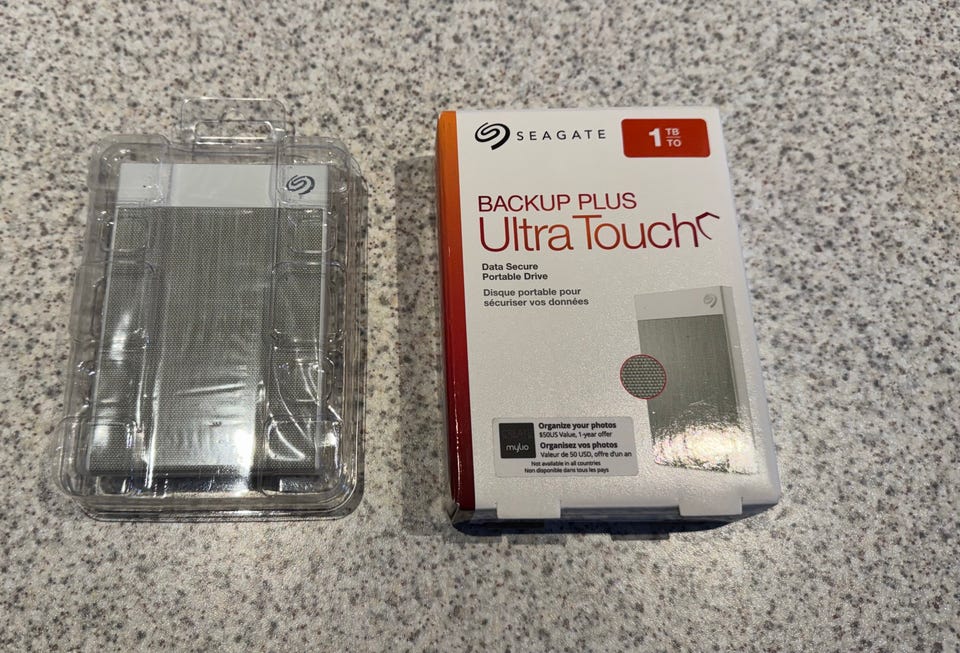 SEAGATE
1 TB
TO
BACKUP PLUS
Ultra Touch
Data Secure
Portable Drive
Disque portable pour
sécuriser vos données
mylio
Organize your photos
$50US Value, 1-year offer
Organisez vos photos
Valeur de 50 USD, offre d'un an
Not available in all countries
Non disponible dans tous les pays